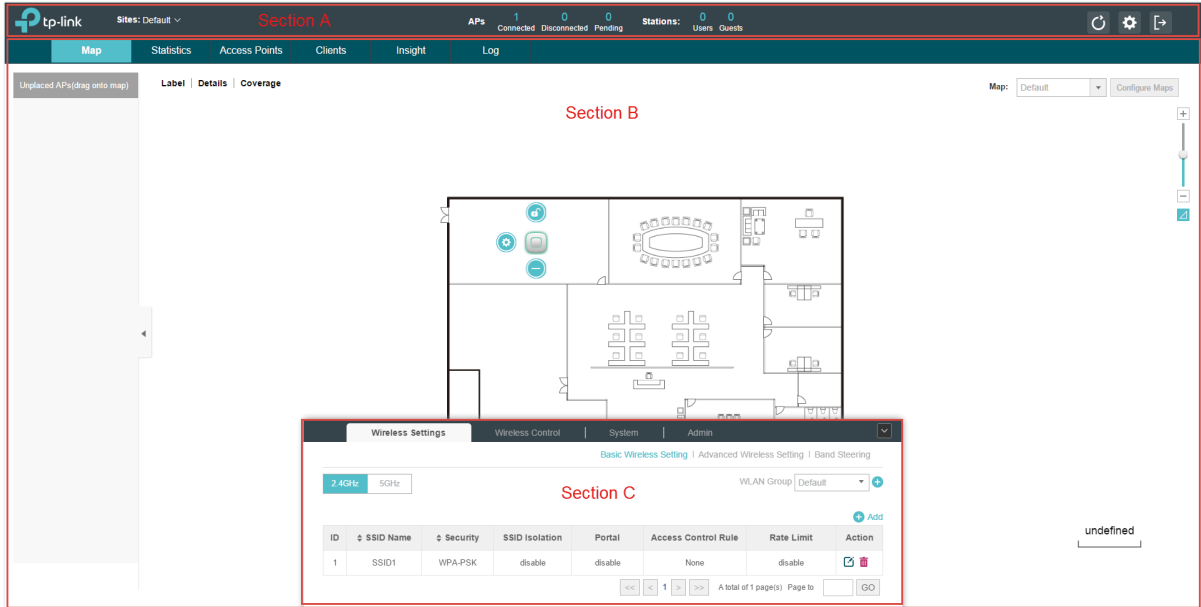 tp-link Sites: Default Section A APs 1 0 0 Stations: 0 0
Connected Disconnected Pending Users Guests
Map Statistics Access Points Clients Insight Log
Unplaced APs(drag onto map) Label | Details | Coverage Map: Default Configure Maps
Section B
Wireless Settings Wireless Control | System | Admin
Basic Wireless Setting | Advanced Wireless Setting | Band Steering
2.4GHz 5GHz Section C WLAN Group Default
Add
undefined
ID SSID Name Security SSID Isolation Portal Access Control Rule Rate Limit Action
1 SSID1 WPA-PSK disable disable None disable
<< < 1 > >> A total of 1 page(s) Page to GO